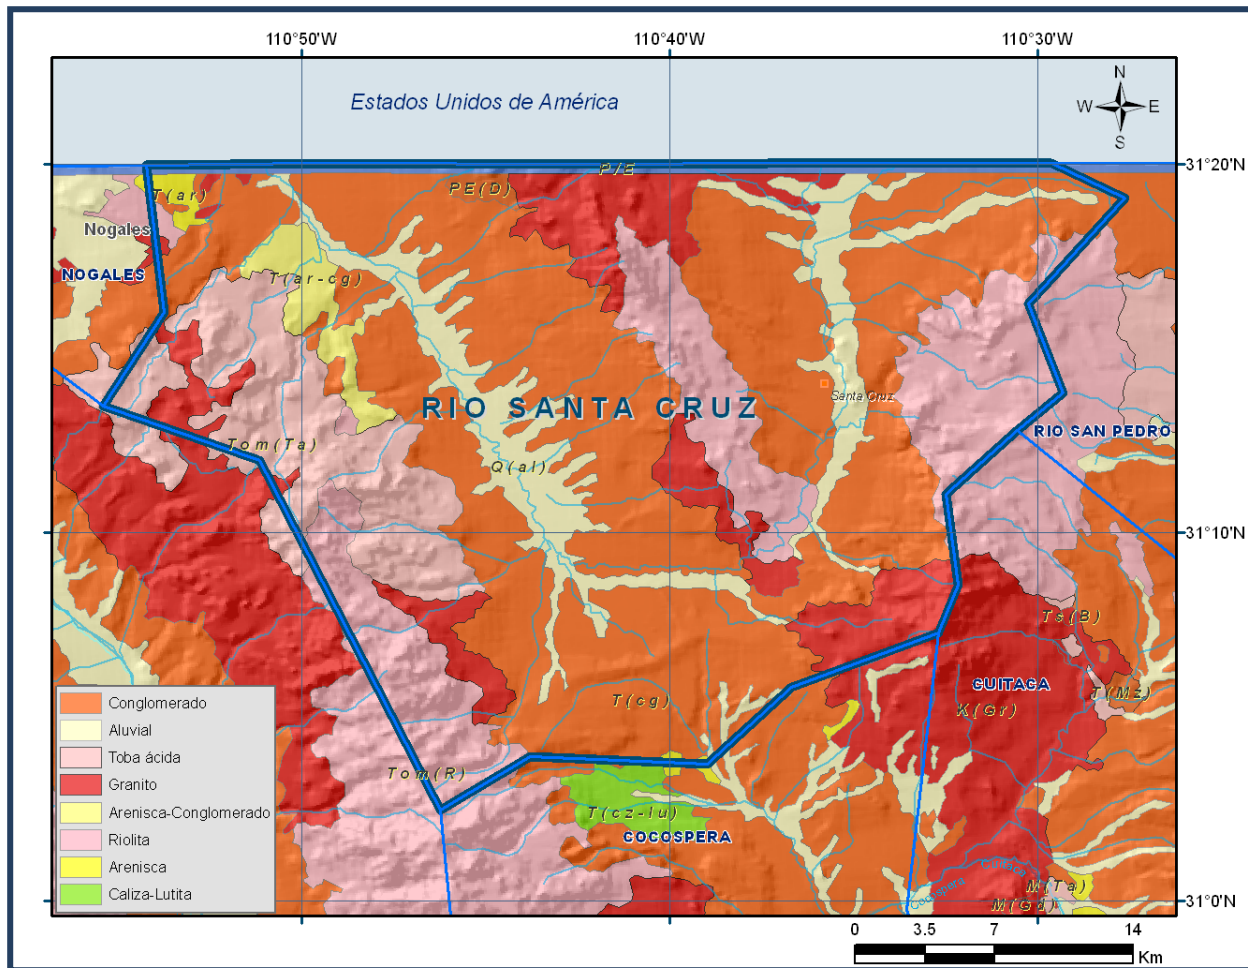 110°50'W 110°40'W 110°30'W
Estados Unidos de América
N
W E
S
31°20'N
P/E
T(ar)
PE(D)
Nogales
NOGALES
T(ar-cg)
Santa Cruz
RIO SANTA CRUZ
RIO SAN PEDRO
Tom(Ta)
Q(al)
31°10'N
Ts(B)
CUITACA
T(Mz)
T(cg)
K(Gr)
Tom(R)
T(cz-lu)
COCOSPERA
Cocospera
Cuitaca
M(Ta)
M(Gd)
31°0'N
Conglomerado
Aluvial
Toba ácida
Granito
Arenisca-Conglomerado
Riolita
Arenisca
Caliza-Lutita
0 3.5 7 14
Km